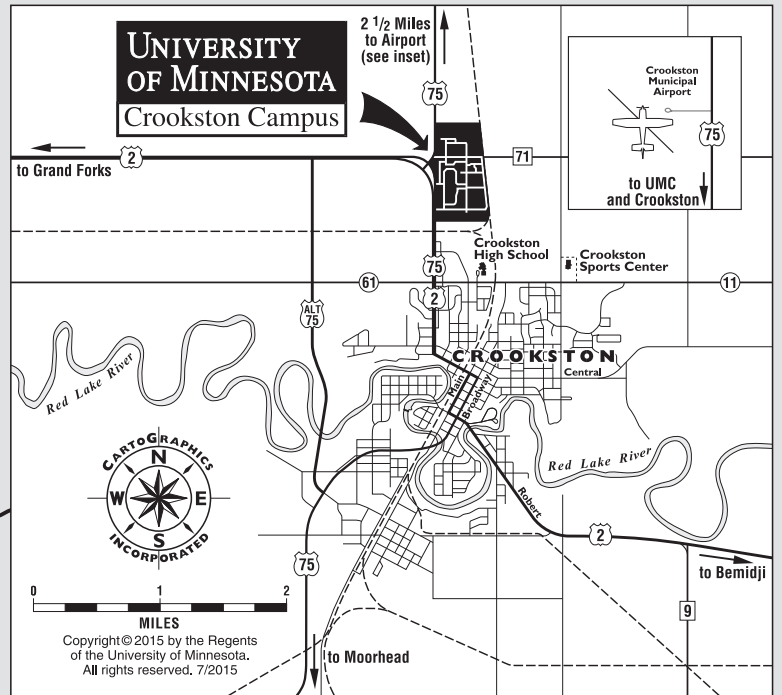 UNIVERSITY
OF MINNESOTA
Crookston Campus
2 1/2 Miles
to Airport
(see inset)
75
Crookston
Municipal
Airport
75
to UMC
and Crookston
2
to Grand Forks
71
Crookston
High School
Crookston
Sports Center
75
61
11
2
ALT
75
CROOKSTON
Central
Main
Broadway
Red Lake River
Red Lake River
Robert
CARTOGRAPHICS
N
W
E
S
INCORPORATED
2
to Bemidji
75
9
0 1 2
MILES
Copyright © 2015 by the Regents
of the University of Minnesota.
All rights reserved. 7/2015
to Moorhead